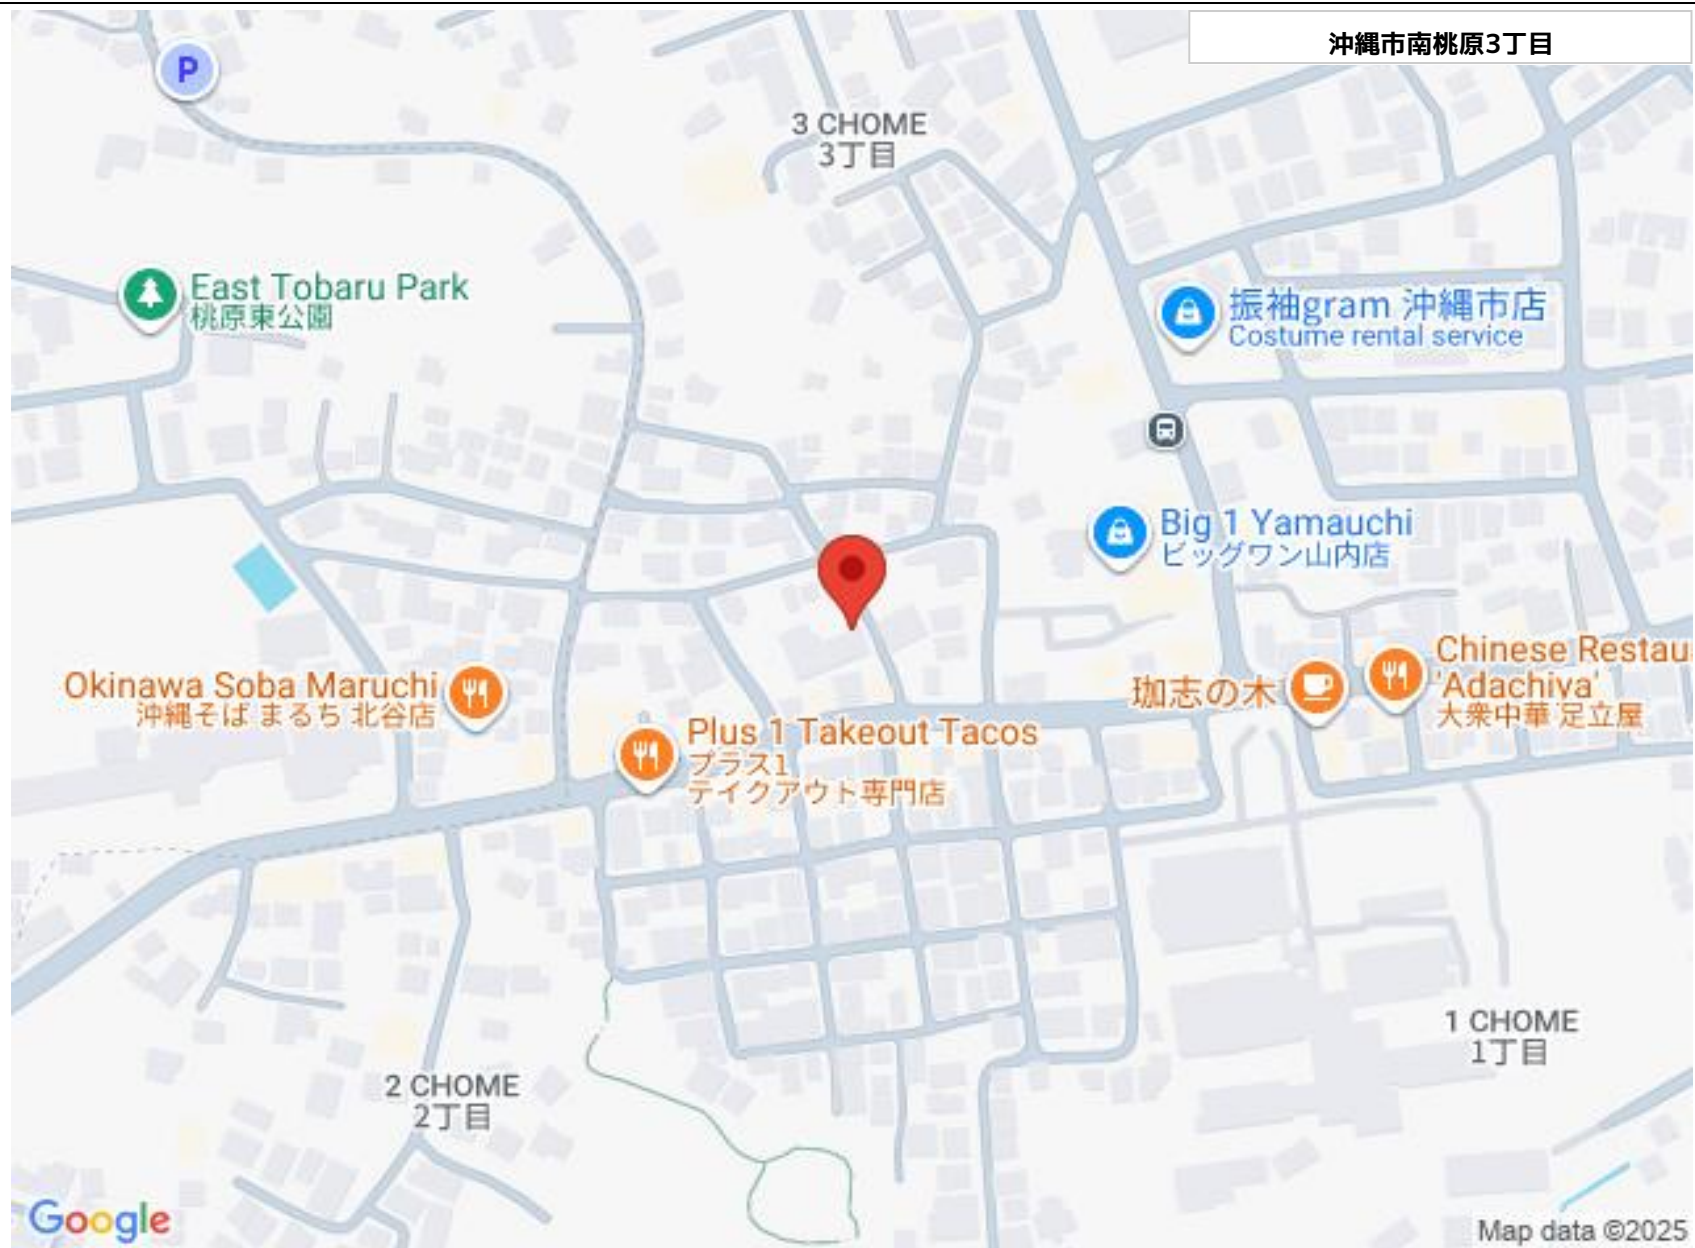 沖縄市南桃原3丁目
P
3 CHOME
3丁目
East Tobaru Park
桃原東公園
振袖gram 沖縄市店
Costume rental service
Big 1 Yamauchi
ビッグワン山内店
Okinawa Soba Maruchi
沖縄そば まるち 北谷店
Plus 1 Takeout Tacos
プラス1
テイクアウト専門店
珈志の木
Chinese Restau
'Adachiya'
大衆中華 足立屋
1 CHOME
1丁目
2 CHOME
2丁目
Google
Map data ©2025